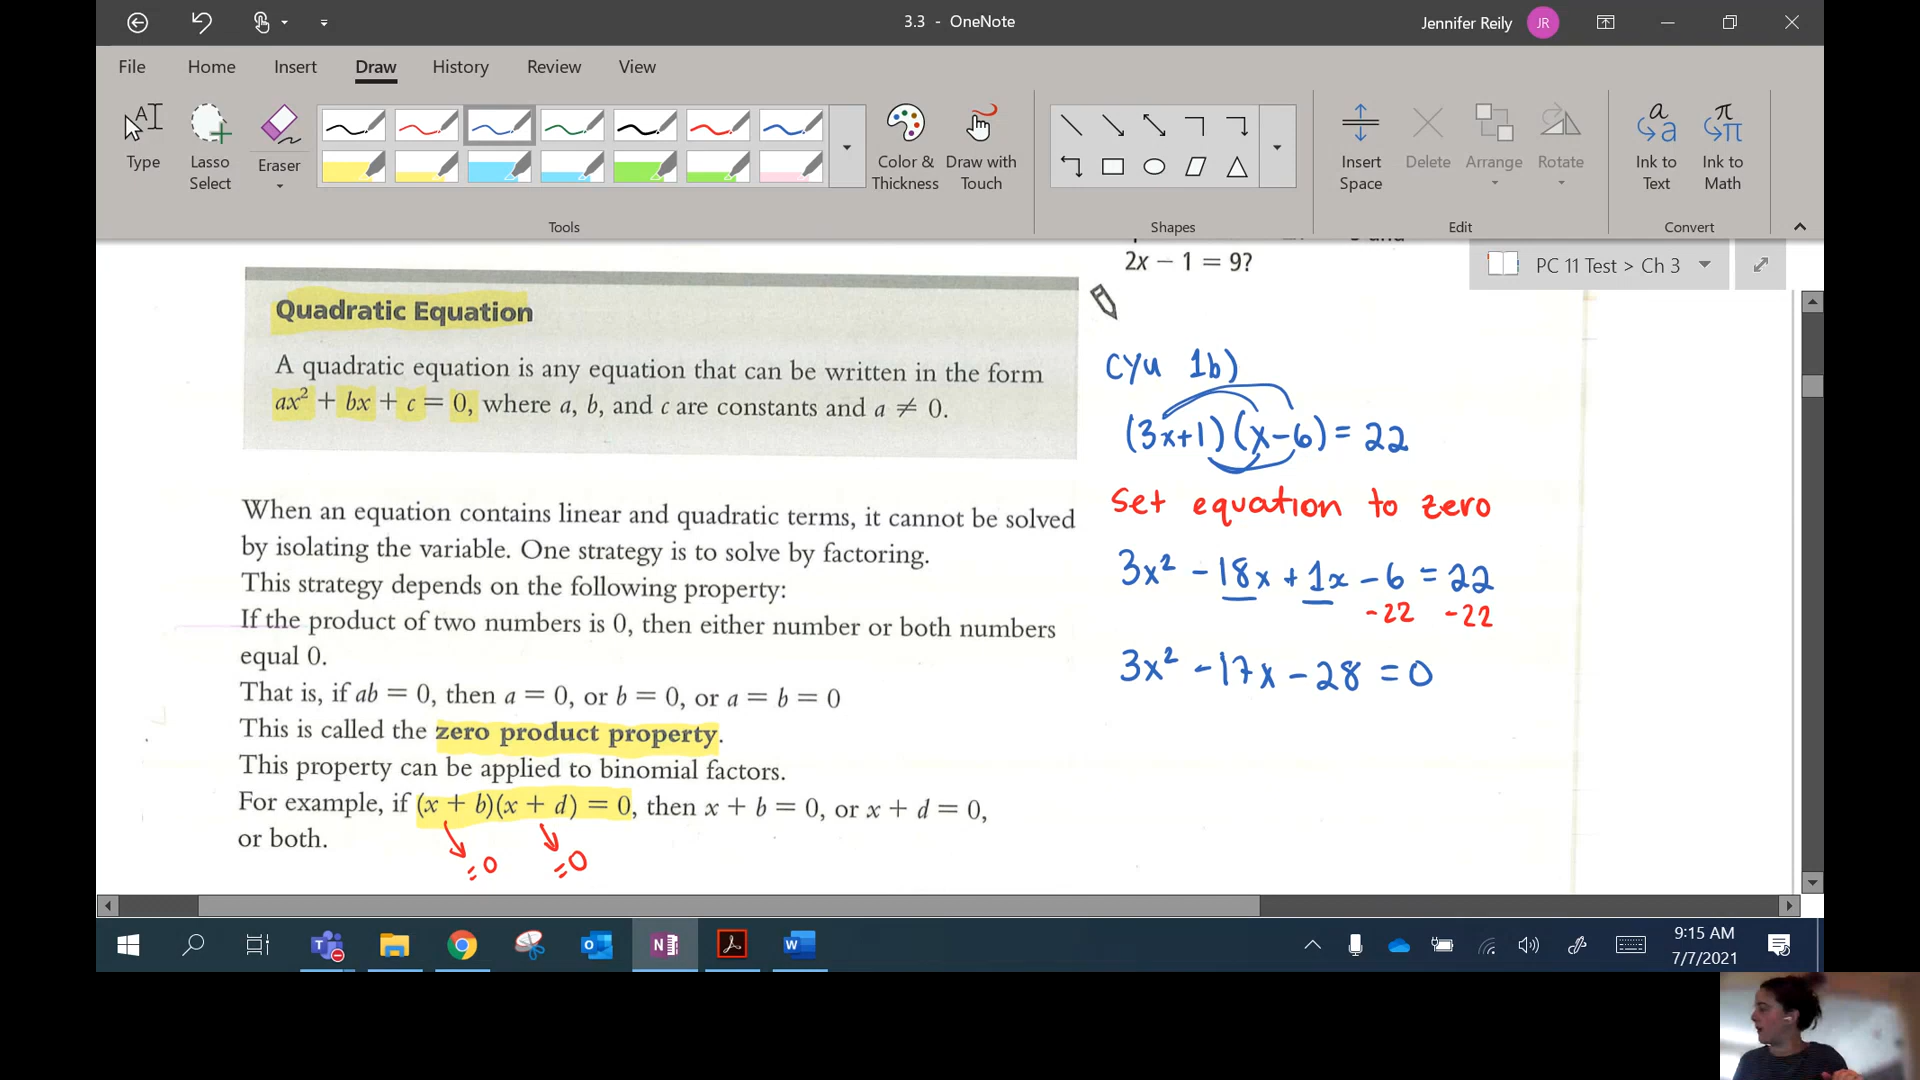 3.3 - OneNote
Jennifer Reily JR
File Home Insert Draw History Review View
Type
Lasso Select
Eraser
Color & Thickness
Draw with Touch
Insert Space
Delete
Arrange
Rotate
Ink to Text
Ink to Math
Tools Shapes Edit Convert
PC 11 Test > Ch 3
2x − 1 = 9?
Quadratic Equation
A quadratic equation is any equation that can be written in the form
ax² + bx + c = 0, where a, b, and c are constants and a ≠ 0.
When an equation contains linear and quadratic terms, it cannot be solved
by isolating the variable. One strategy is to solve by factoring.
This strategy depends on the following property:
If the product of two numbers is 0, then either number or both numbers
equal 0.
That is, if ab = 0, then a = 0, or b = 0, or a = b = 0
This is called the zero product property.
This property can be applied to binomial factors.
For example, if (x + b)(x + d) = 0, then x + b = 0, or x + d = 0,
or both.
=0 =0
CYU 1b)
(3x+1)(x-6)=22
Set equation to zero
3x² - 18x + 1x - 6 = 22
-22 -22
3x² - 17x - 28 = 0
9:15 AM
7/7/2021